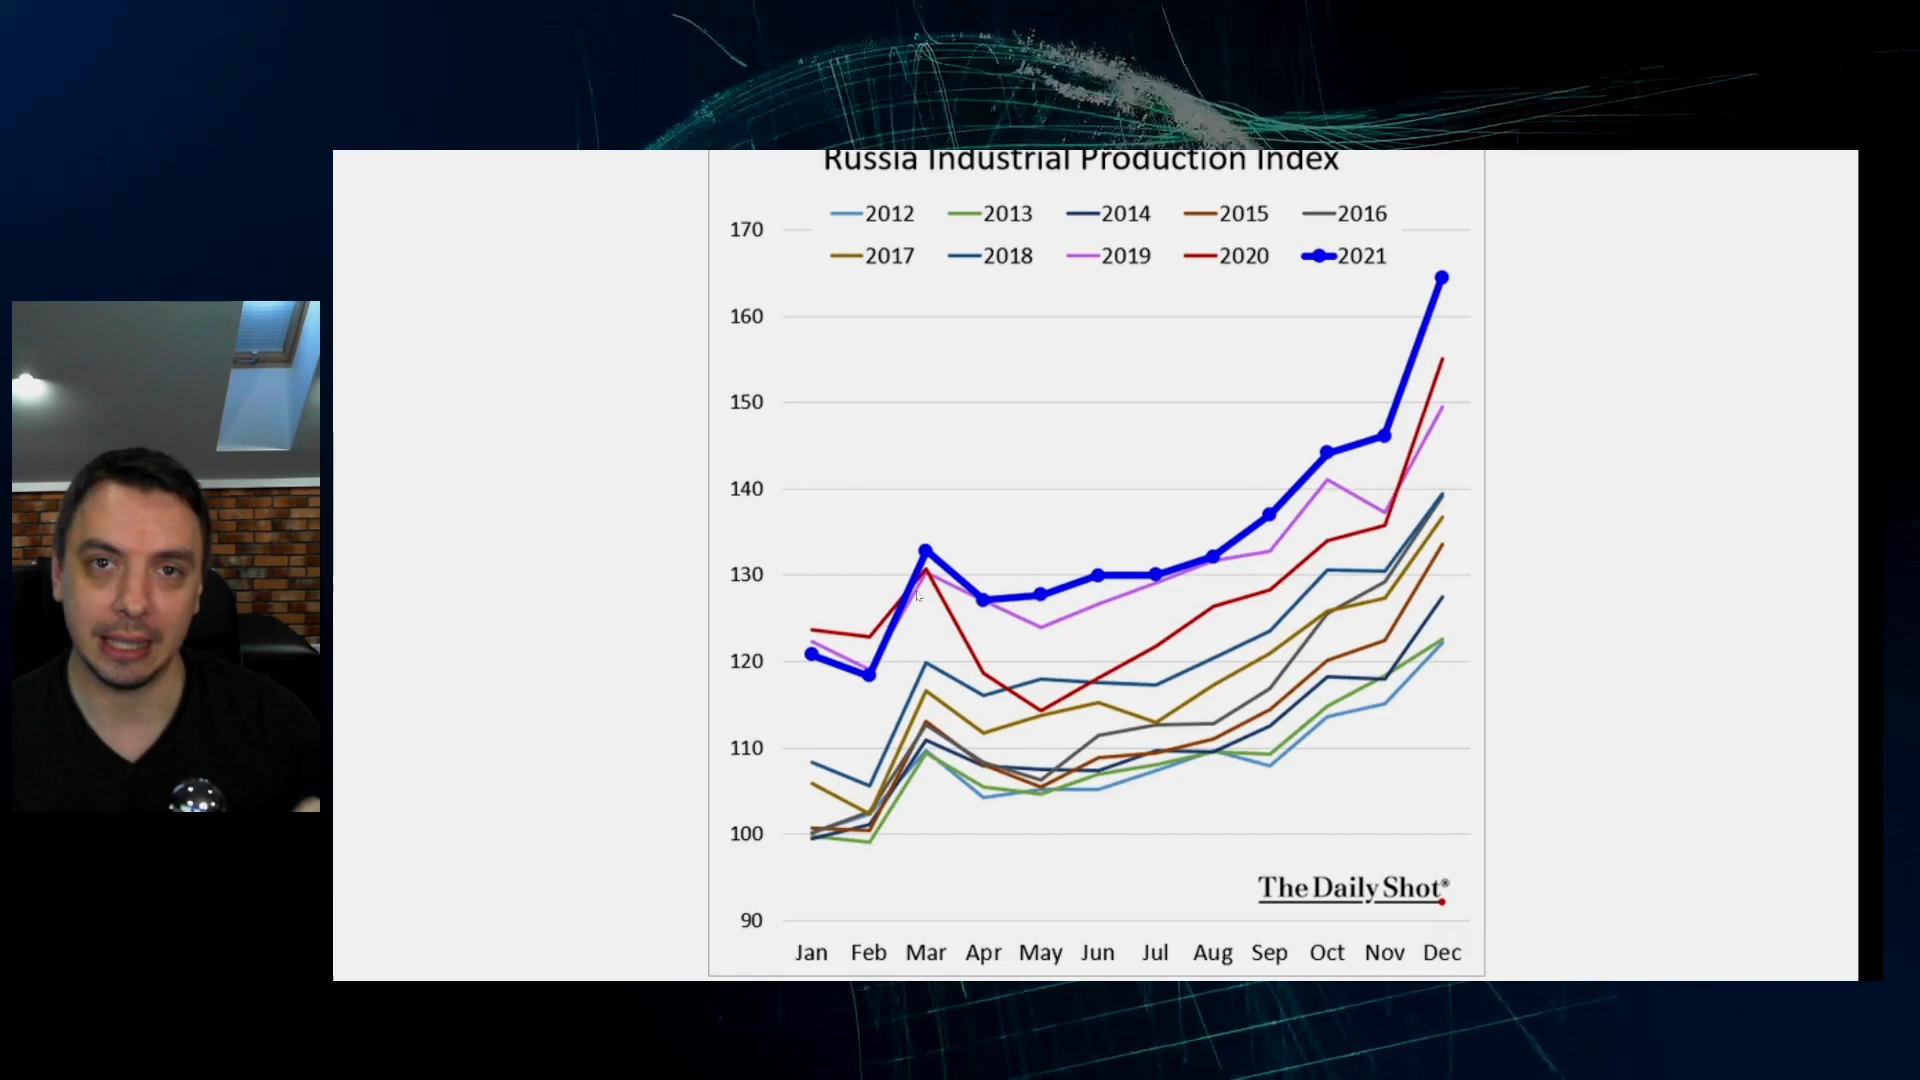 Russia Industrial Production Index
2012 2013 2014 2015 2016
2017 2018 2019 2020 2021
170
160
150
140
130
120
110
100
90
The Daily Shot®
Jan Feb Mar Apr May Jun Jul Aug Sep Oct Nov Dec